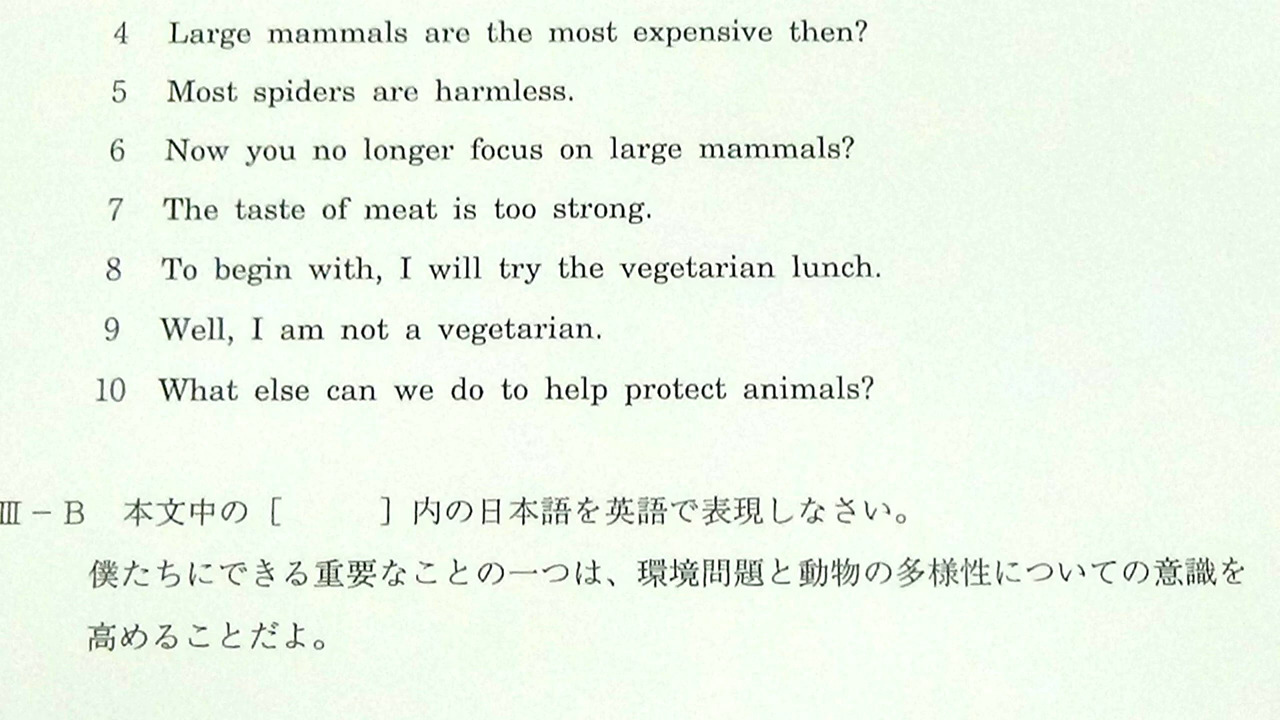 4 Large mammals are the most expensive then?
5 Most spiders are harmless.
6 Now you no longer focus on large mammals?
7 The taste of meat is too strong.
8 To begin with, I will try the vegetarian lunch.
9 Well, I am not a vegetarian.
10 What else can we do to help protect animals?
Ⅲ－B 本文中の［　　　］内の日本語を英語で表現しなさい。
僕たちにできる重要なことの一つは、環境問題と動物の多様性についての意識を
高めることだよ。